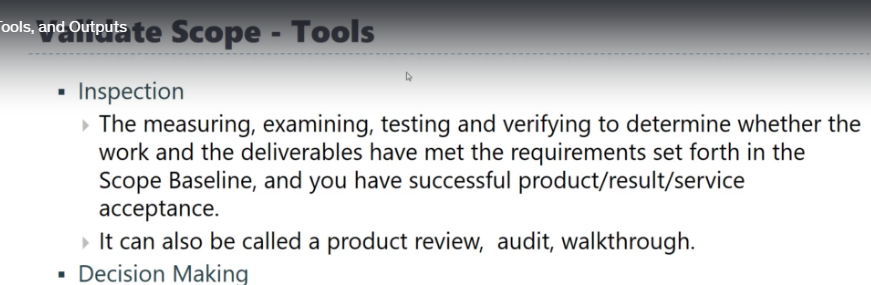 Tools, and Outputs
Validate Scope - Tools
▪ Inspection
The measuring, examining, testing and verifying to determine whether the
work and the deliverables have met the requirements set forth in the
Scope Baseline, and you have successful product/result/service
acceptance.
It can also be called a product review, audit, walkthrough.
▪ Decision Making